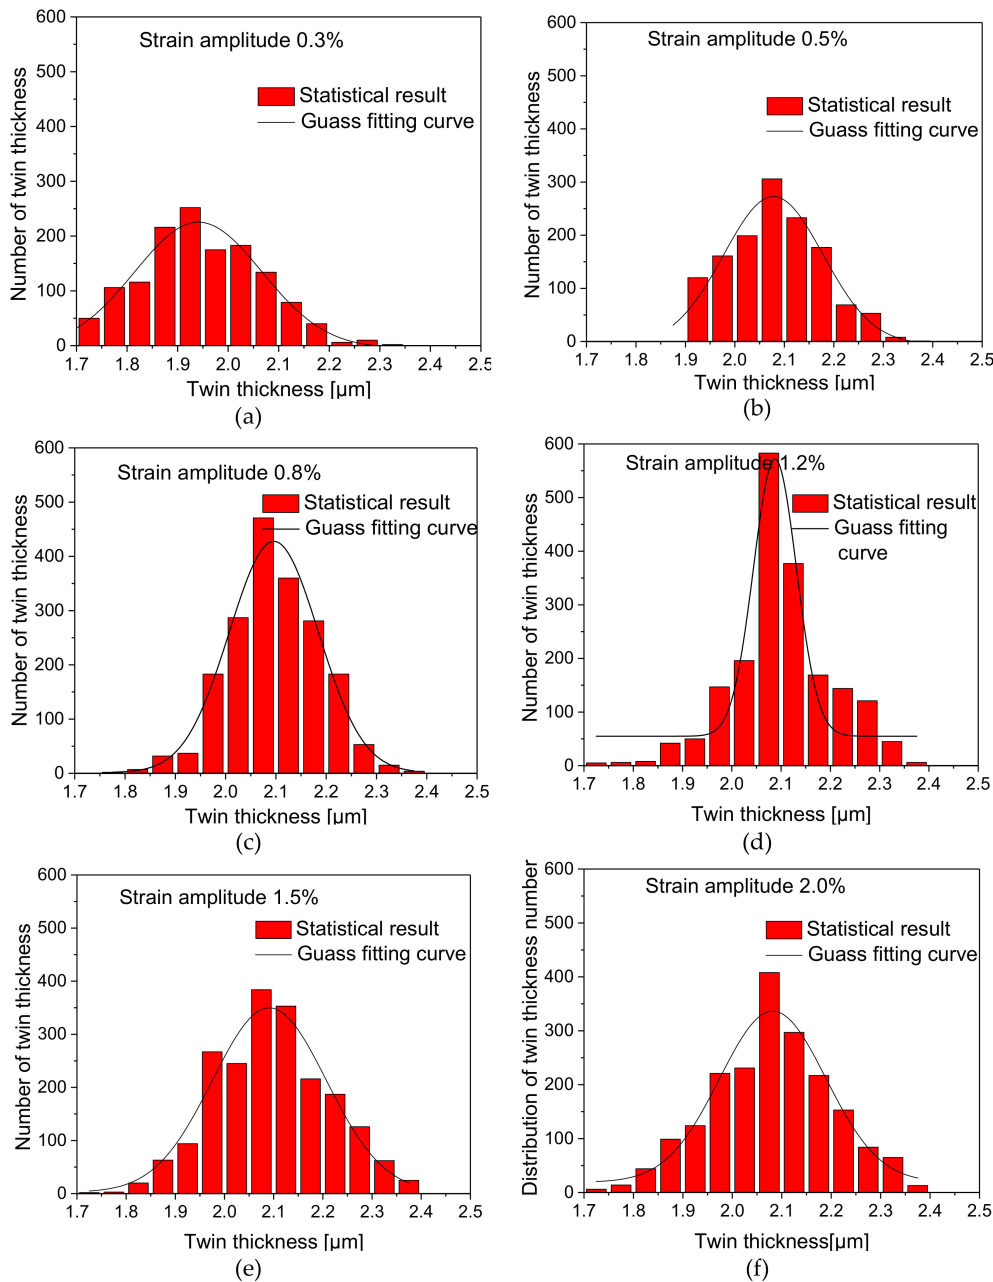 Strain amplitude 0.3%
Statistical result
Guass fitting curve
Number of twin thickness
600
500
400
300
200
100
0
1.7 1.8 1.9 2.0 2.1 2.2 2.3 2.4 2.5
Twin thickness [µm]
(a)
Strain amplitude 0.5%
Statistical result
Guass fitting curve
Number of twin thickness
600
500
400
300
200
100
0
1.7 1.8 1.9 2.0 2.1 2.2 2.3 2.4 2.5
Twin thickness [µm]
(b)
Strain amplitude 0.8%
Statistical result
Guass fitting curve
Number of twin thickness
600
500
400
300
200
100
0
1.7 1.8 1.9 2.0 2.1 2.2 2.3 2.4 2.5
Twin thickness [µm]
(c)
Strain amplitude 1.2%
Statistical result
Guass fitting
curve
Number of twin thickness
600
500
400
300
200
100
0
1.7 1.8 1.9 2.0 2.1 2.2 2.3 2.4 2.5
Twin thickness [µm]
(d)
Strain amplitude 1.5%
Statistical result
Guass fitting curve
Number of twin thickness
600
500
400
300
200
100
0
1.7 1.8 1.9 2.0 2.1 2.2 2.3 2.4 2.5
Twin thickness [µm]
(e)
Strain amplitude 2.0%
Statistical result
Guass fitting curve
Distribution of twin thickness number
600
500
400
300
200
100
0
1.7 1.8 1.9 2.0 2.1 2.2 2.3 2.4 2.5
Twin thickness[µm]
(f)